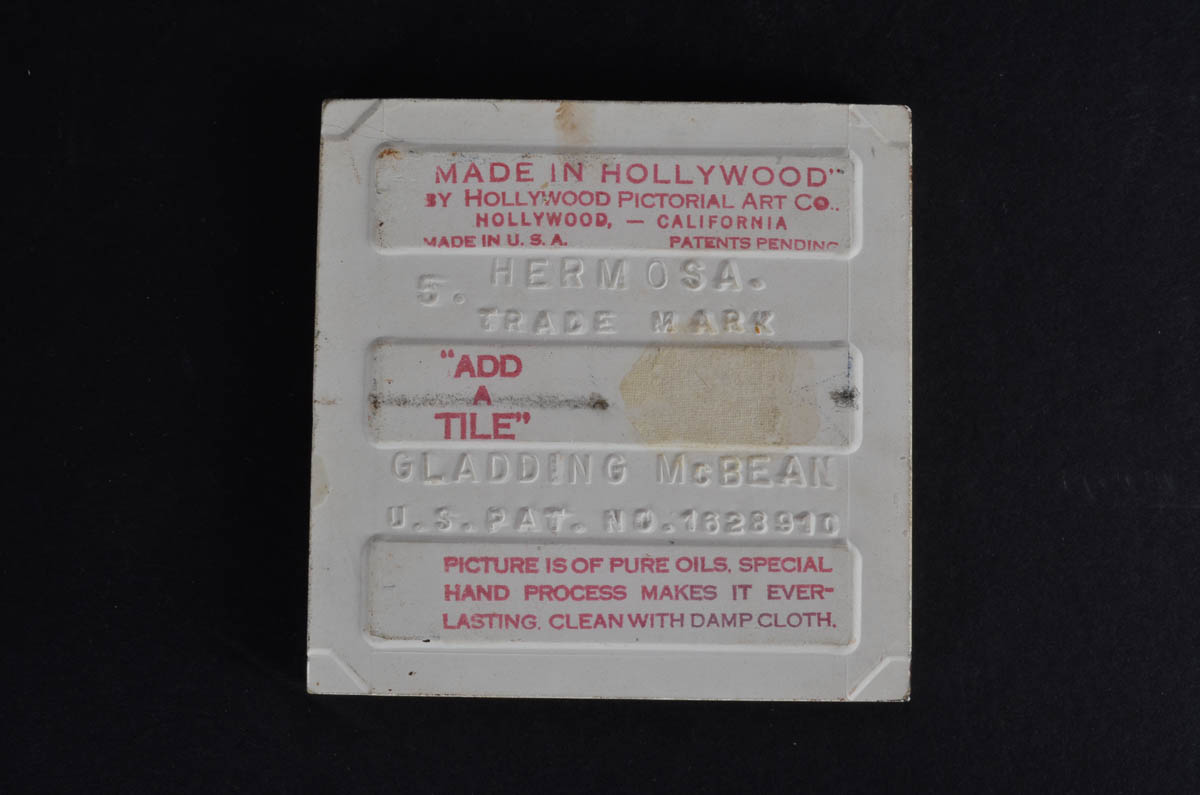 "MADE IN HOLLYWOOD"
BY HOLLYWOOD PICTORIAL ART CO..
HOLLYWOOD, — CALIFORNIA
MADE IN U. S. A. PATENTS PENDING
5. HERMOSA.
TRADE MARK
"ADD
A
TILE"
GLADDING McBEAN
U.S. PAT. NO. 1628910
PICTURE IS OF PURE OILS, SPECIAL
HAND PROCESS MAKES IT EVER-
LASTING. CLEAN WITH DAMP CLOTH.